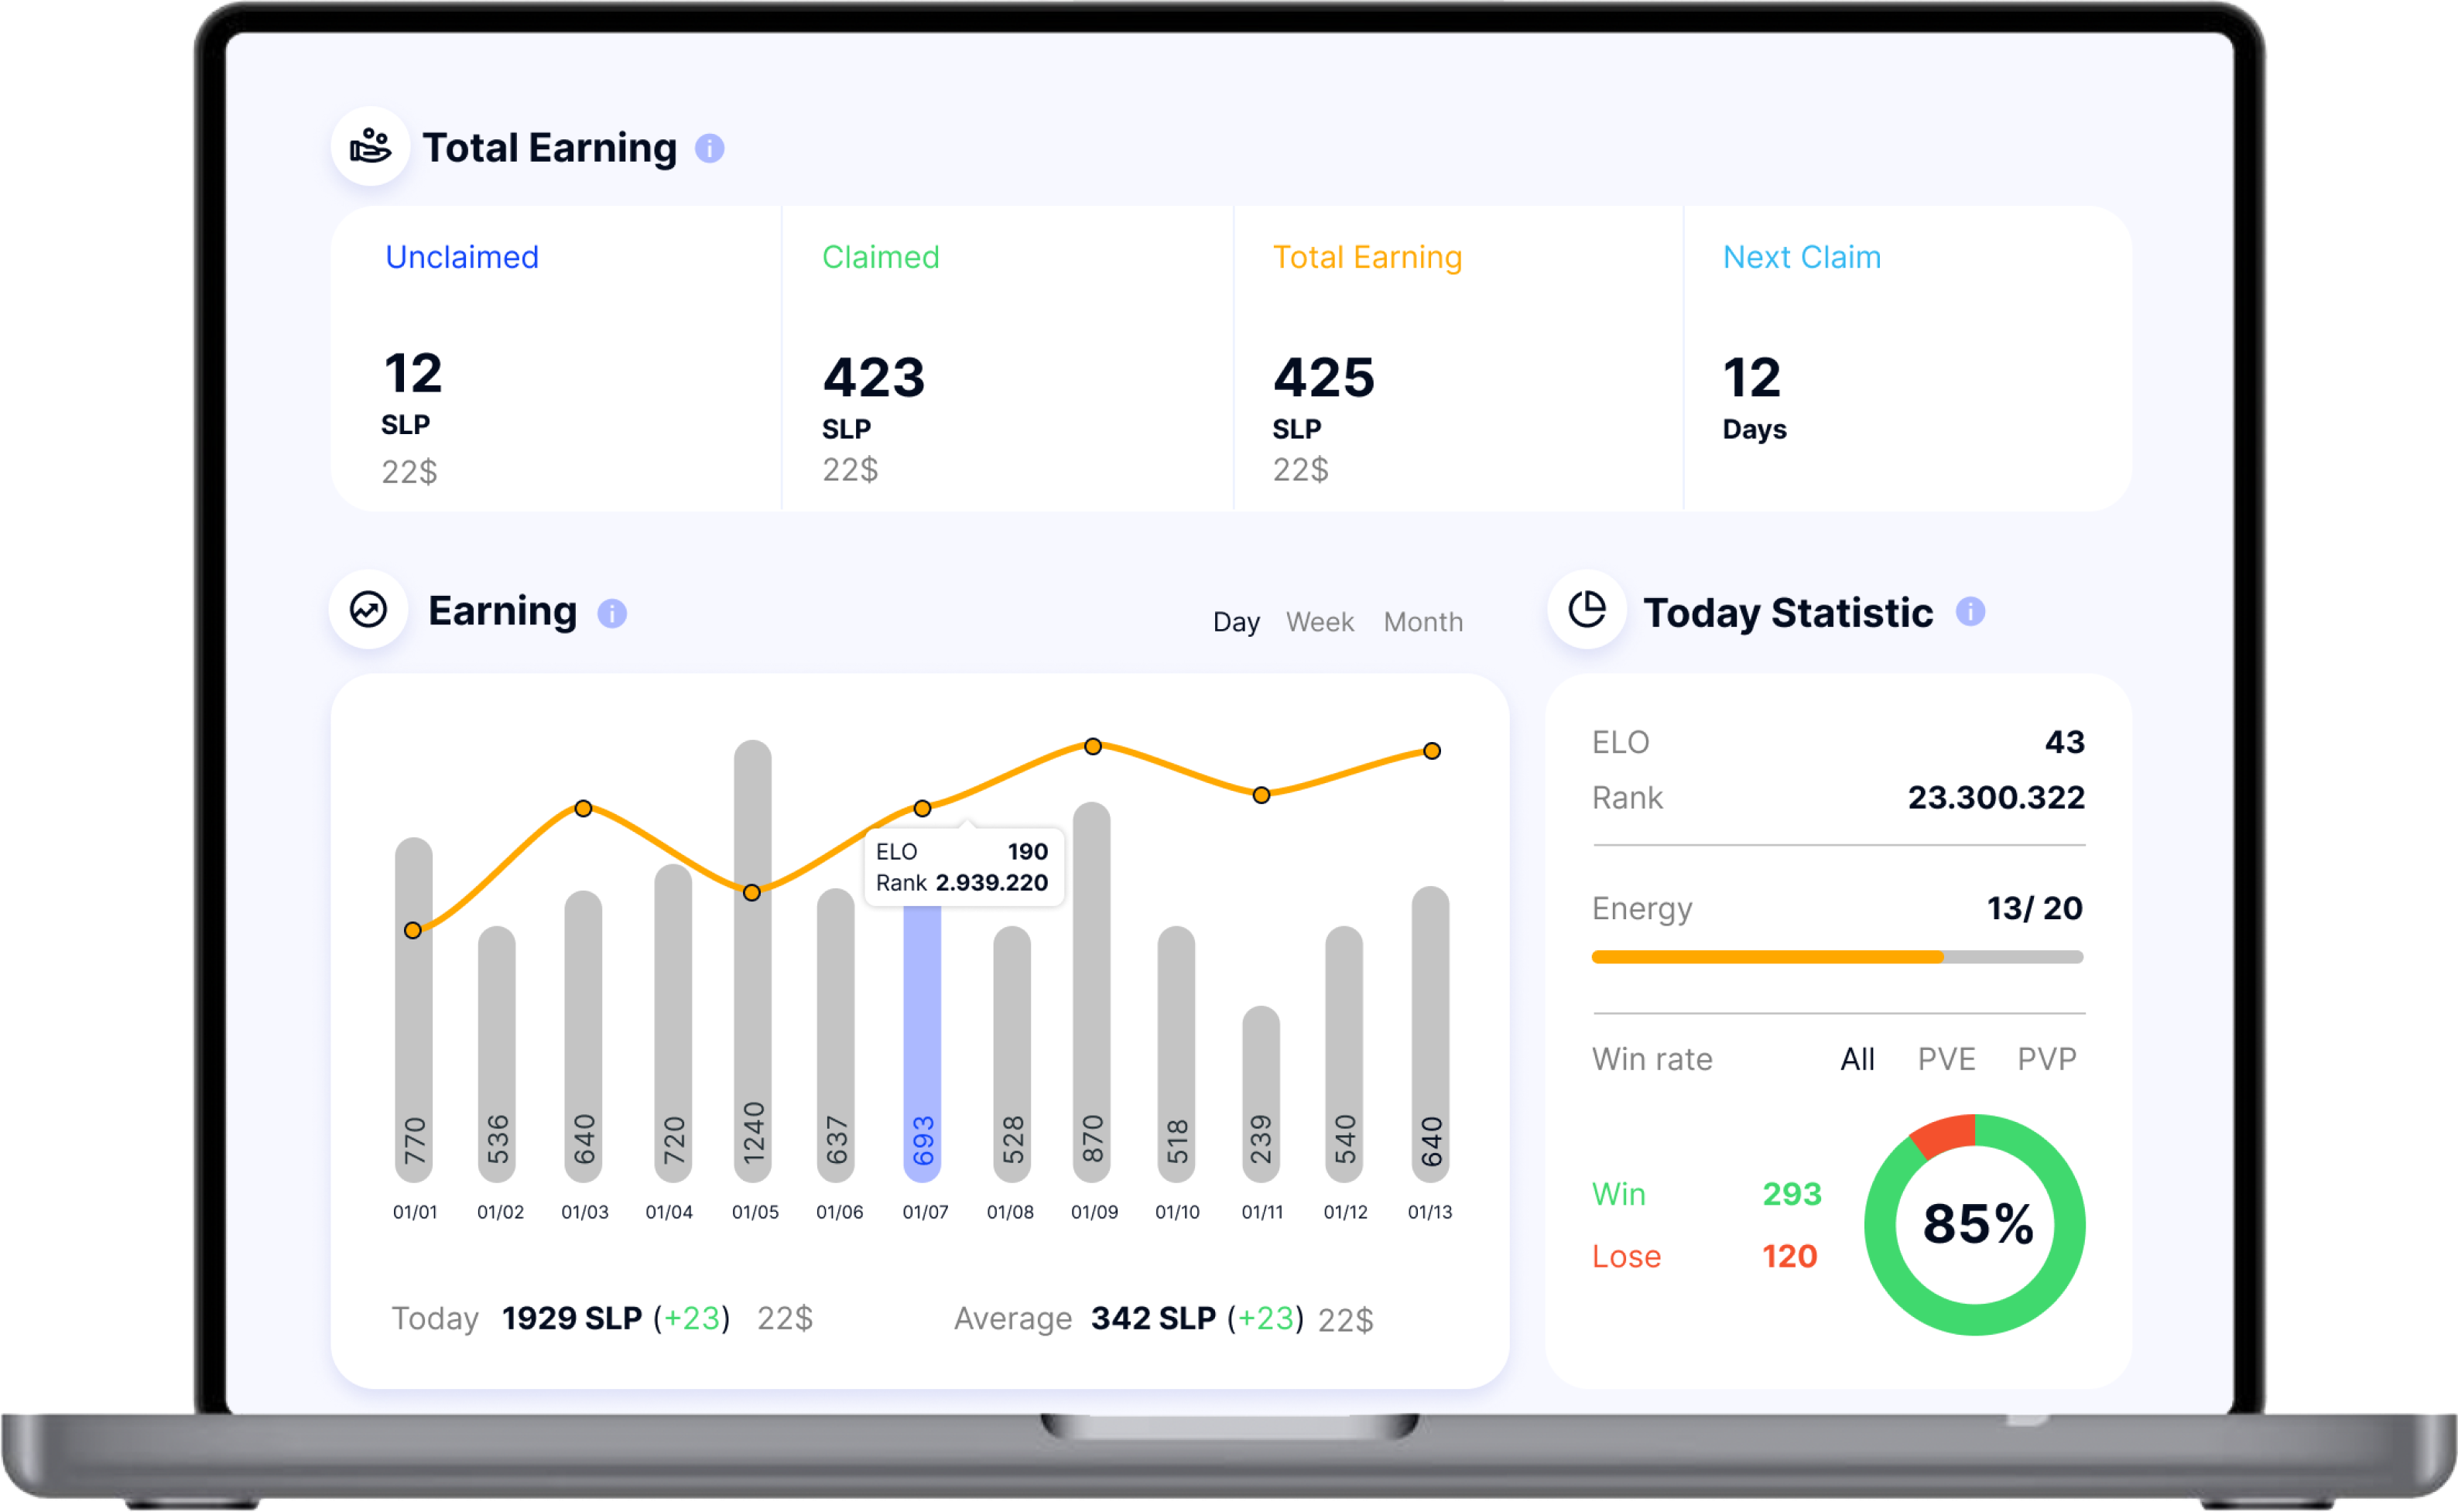 Total Earning
Unclaimed Claimed Total Earning Next Claim
12 423 425 12
SLP SLP SLP Days
22$ 22$ 22$
Earning
Day Week Month
Today Statistic
ELO 190
Rank 2.939.220
770 536 640 720 1240 637 693 528 870 518 239 540 640
01/01 01/02 01/03 01/04 01/05 01/06 01/07 01/08 01/09 01/10 01/11 01/12 01/13
Today 1929 SLP (+23) 22$ Average 342 SLP (+23) 22$
ELO 43
Rank 23.300.322
Energy 13/ 20
Win rate All PVE PVP
Win 293
Lose 120
85%